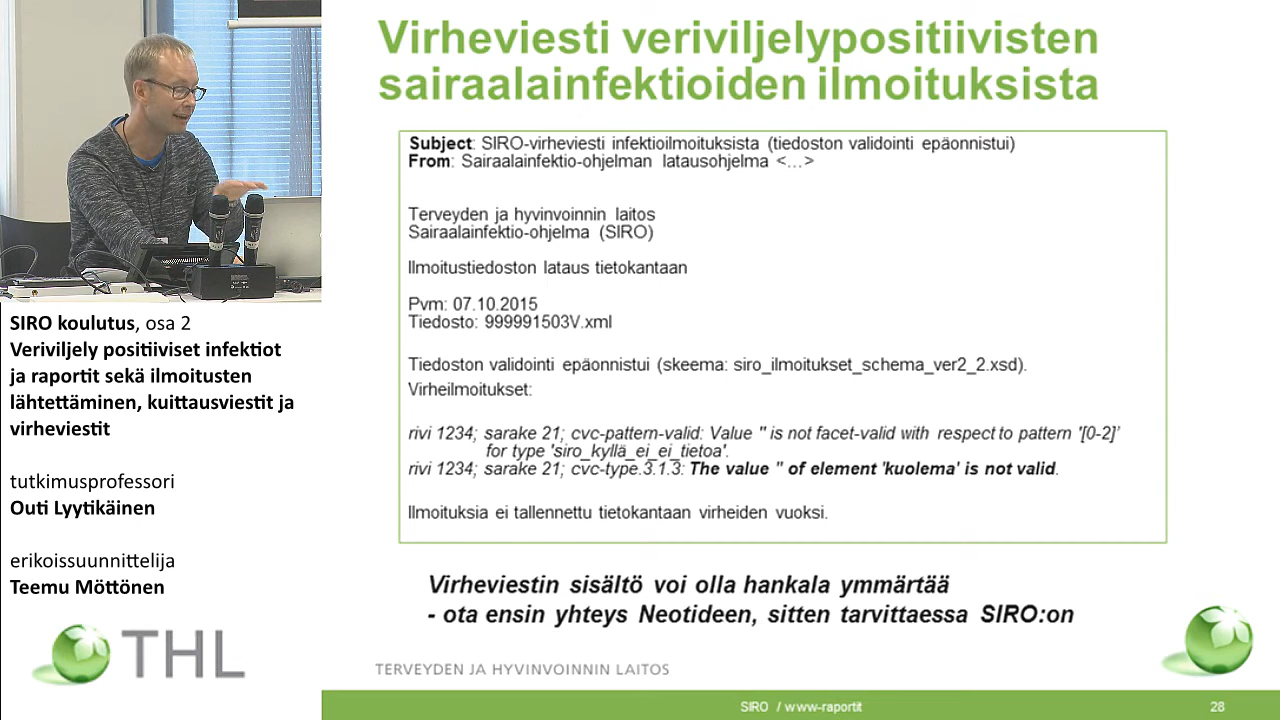 Virheviesti veriviljelypositiivisten
sairaalainfektioiden ilmoituksista
Subject: SIRO-virheviesti infektioilmoituksista (tiedoston validointi epäonnistui)
From: Sairaalainfektio-ohjelman latausohjelma <...>
Terveyden ja hyvinvoinnin laitos
Sairaalainfektio-ohjelma (SIRO)
Ilmoitustiedoston lataus tietokantaan
Pvm: 07.10.2015
Tiedosto: 999991503V.xml
Tiedoston validointi epäonnistui (skeema: siro_ilmoitukset_schema_ver2_2.xsd).
Virheilmoitukset:
rivi 1234; sarake 21; cvc-pattern-valid: Value '' is not facet-valid with respect to pattern '[0-2]'
for type 'siro_kyllä_ei_ei_tietoa'.
rivi 1234; sarake 21; cvc-type.3.1.3: The value '' of element 'kuolema' is not valid.
Ilmoituksia ei tallennettu tietokantaan virheiden vuoksi.
Virheviestin sisältö voi olla hankala ymmärtää
- ota ensin yhteys Neotideen, sitten tarvittaessa SIRO:on
TERVEYDEN JA HYVINVOINNIN LAITOS
SIRO / www-raportit
28
SIRO koulutus, osa 2
Veriviljely positiiviset infektiot
ja raportit sekä ilmoitusten
lähtettäminen, kuittausviestit ja
virheviestit
tutkimusprofessori
Outi Lyytikäinen
erikoissuunnittelija
Teemu Möttönen
THL